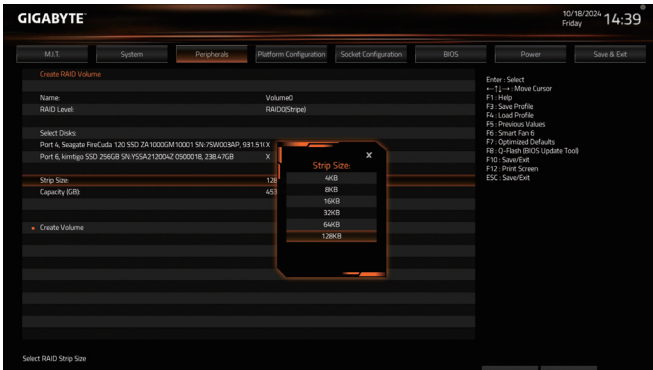 GIGABYTE
10/18/2024
Friday
14:39
M.I.T.
System
Peripherals
Platform Configuration
Socket Configuration
BIOS
Power
Save & Exit
Create RAID Volume
Name: Volume0
RAID Level: RAID0(Stripe)
Select Disks:
Port 4, Seagate FireCuda 120 SSD ZA1000GM10001 SN:7SW003AP, 931.51( X
Port 6, kimtigo SSD 256GB SN:YSSA212004Z 0S00018, 238.47GB X
Strip Size: 128
Capacity (GB): 453
Create Volume
Strip Size:
X
4KB
8KB
16KB
32KB
64KB
128KB
Enter : Select
←↑↓→ : Move Cursor
F1 : Help
F3 : Save Profile
F4 : Load Profile
F5 : Previous Values
F6 : Smart Fan 6
F7 : Optimized Defaults
F8 : Q-Flash (BIOS Update Tool)
F10 : Save/Exit
F12 : Print Screen
ESC : Save/Exit
Select RAID Strip Size